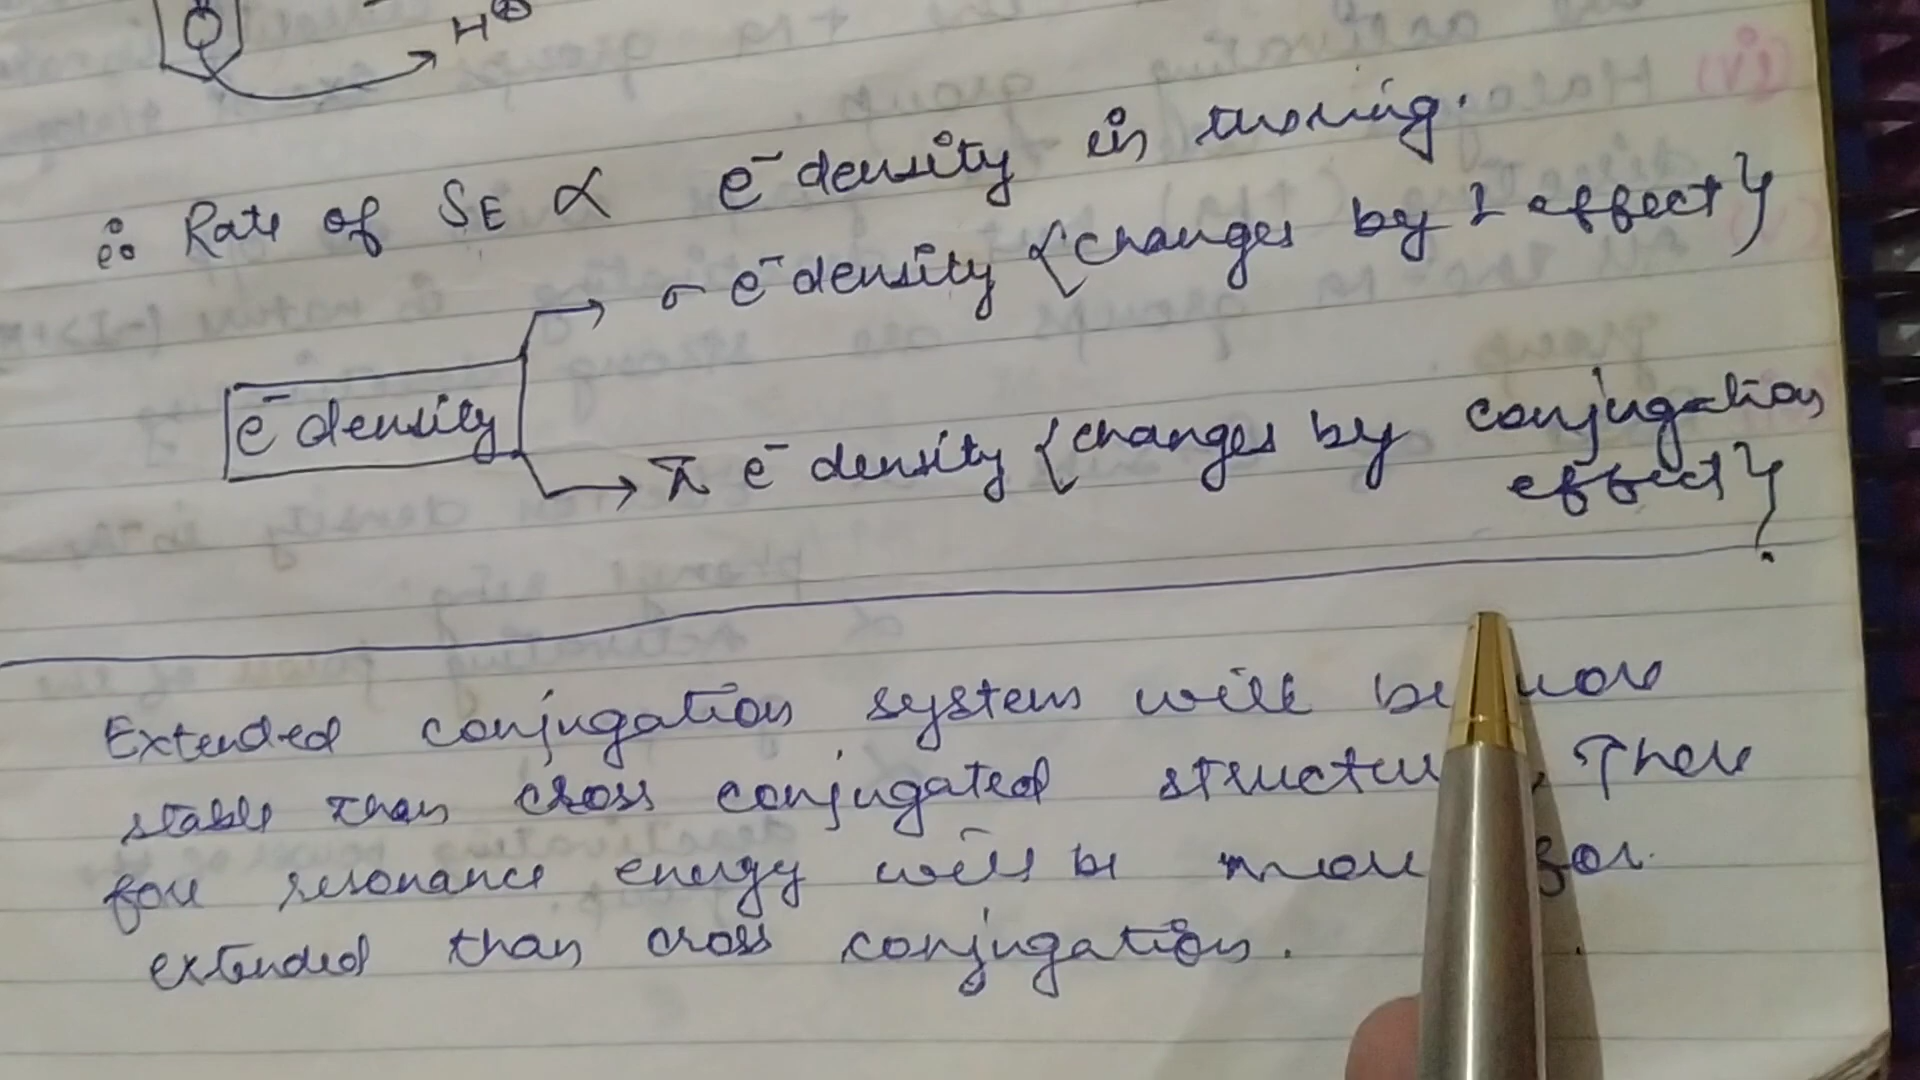 H⊕
∴ Rate of SE ∝ e⁻ density in the ring.
σ e⁻ density {changes by I effect}
e⁻ density
π e⁻ density {changes by conjugation
effect}
Extended conjugation system will be more
stable than cross conjugated structure. There
fore resonance energy will be more for
extended than cross conjugation.